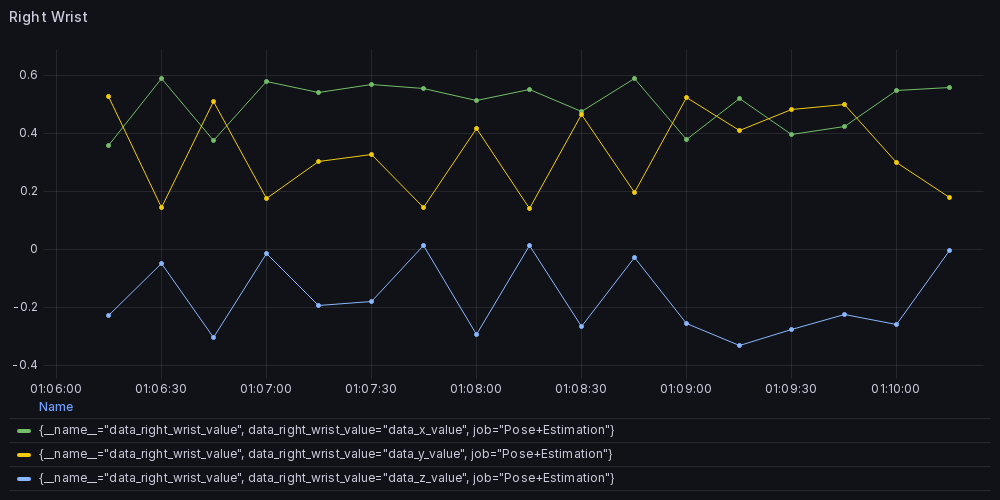 Right Wrist
0.6
0.4
0.2
0
-0.2
-0.4
01:06:00 01:06:30 01:07:00 01:07:30 01:08:00 01:08:30 01:09:00 01:09:30 01:10:00
Name
{__name__="data_right_wrist_value", data_right_wrist_value="data_x_value", job="Pose+Estimation"}
{__name__="data_right_wrist_value", data_right_wrist_value="data_y_value", job="Pose+Estimation"}
{__name__="data_right_wrist_value", data_right_wrist_value="data_z_value", job="Pose+Estimation"}